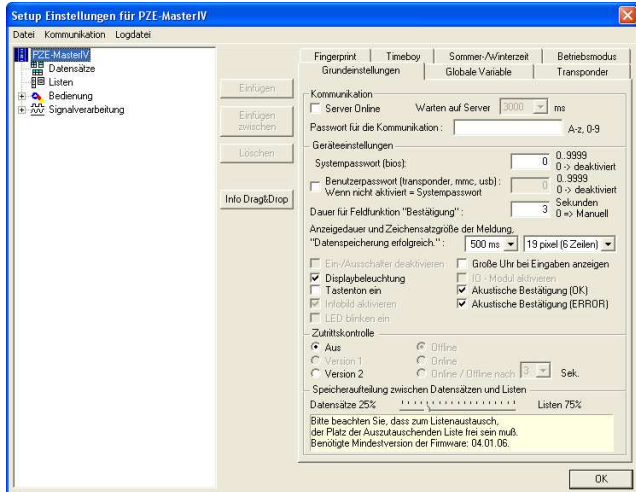 Setup Einstellungen für PZE-MasterIV
Datei Kommunikation Logdatei
PZE-MasterIV
Datensätze
Listen
Bedienung
Signalverarbeitung
Einfügen
Einfügen zwischen
Löschen
Info Drag&Drop
Fingerprint Timeboy Sommer-/Winterzeit Betriebsmodus
Grundeinstellungen Globale Variable Transponder
Kommunikation
Server Online Warten auf Server 3000 ms
Passwort für die Kommunikation : A-z, 0-9
Geräteeinstellungen
Systempasswort (bios): 0 0..9999
0 -> deaktiviert
Benutzerpasswort (transponder, mmc, usb) : 0 0..9999
Wenn nicht aktiviert = Systempasswort 0 -> deaktiviert
Dauer für Feldfunktion "Bestätigung" : 3 Sekunden
0 => Manuell
Anzeigedauer und Zeichensatzgröße der Meldung,
"Datenspeicherung erfolgreich." : 500 ms 19 pixel (6 Zeilen)
Ein-/Ausschalter deaktivieren Große Uhr bei Eingaben anzeigen
Displaybeleuchtung IO - Modul aktivieren
Tastenton ein Akustische Bestätigung (OK)
Infobild aktivieren Akustische Bestätigung (ERROR)
LED blinken ein
Zutrittskontrolle
Aus Offline
Version 1 Online
Version 2 Online / Offline nach 3 Sek.
Speicheraufteilung zwischen Datensätzen und Listen
Datensätze 25% Listen 75%
Bitte beachten Sie, dass zum Listenaustausch,
der Platz der Auszutauschenden Liste frei sein muß.
Benötigte Mindestversion der Firmware: 04.01.06.
OK